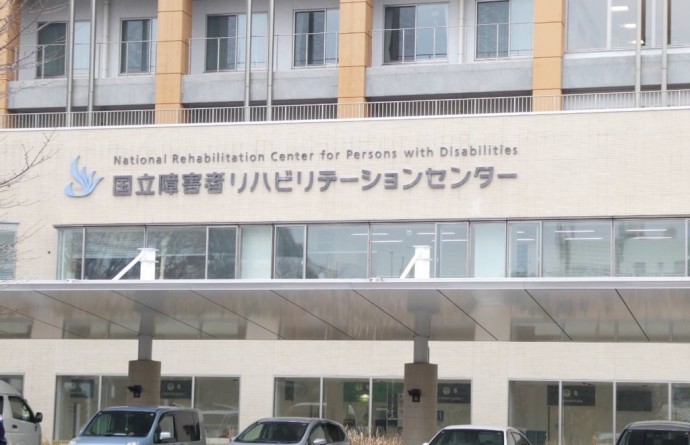 National Rehabilitation Center for Persons with Disabilities
国立障害者リハビリテーションセンター